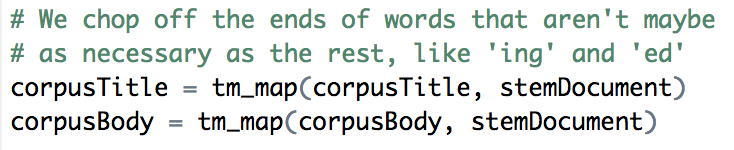 # We chop off the ends of words that aren't maybe
# as necessary as the rest, like 'ing' and 'ed'
corpusTitle = tm_map(corpusTitle, stemDocument)
corpusBody = tm_map(corpusBody, stemDocument)